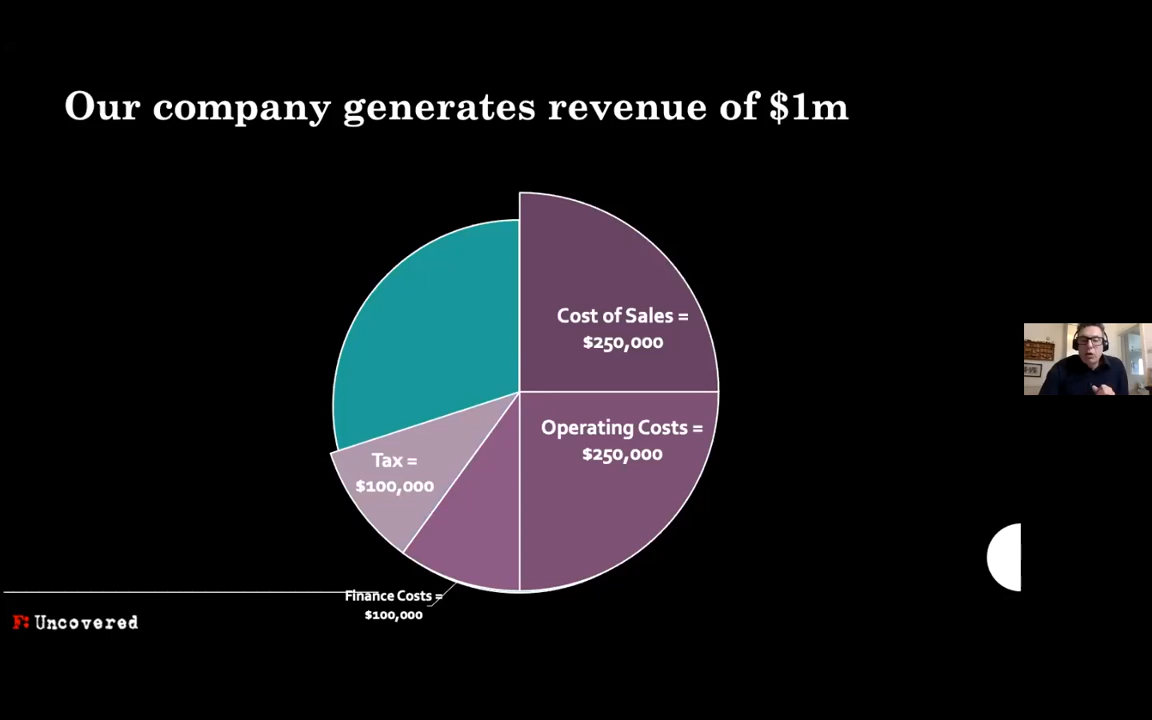 Our company generates revenue of $1m
Cost of Sales =
$250,000
Operating Costs =
$250,000
Tax =
$100,000
Finance Costs =
$100,000
F: Uncovered